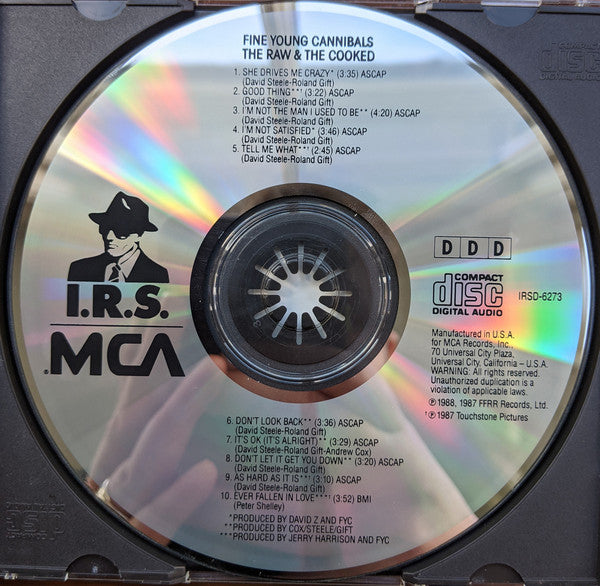 FINE YOUNG CANNIBALS
THE RAW & THE COOKED
1. SHE DRIVES ME CRAZY* (3:35) ASCAP
(David Steele-Roland Gift)
2. GOOD THING**† (3:22) ASCAP
(David Steele-Roland Gift)
3. I'M NOT THE MAN I USED TO BE** (4:20) ASCAP
(David Steele-Roland Gift)
4. I'M NOT SATISFIED* (3:46) ASCAP
(David Steele-Roland Gift)
5. TELL ME WHAT**† (2:45) ASCAP
(David Steele-Roland Gift)
I.R.S.
MCA
D D D
COMPACT
disc
DIGITAL AUDIO
IRSD-6273
Manufactured in U.S.A.
for MCA Records, Inc.,
70 Universal City Plaza,
Universal City, California – U.S.A.
WARNING: All rights reserved.
Unauthorized duplication is a
violation of applicable laws.
℗ 1988, 1987 FFRR Records, Ltd.
†℗ 1987 Touchstone Pictures
6. DON'T LOOK BACK** (3:36) ASCAP
(David Steele-Roland Gift)
7. IT'S OK (IT'S ALRIGHT)** (3:29) ASCAP
(David Steele-Roland Gift-Andrew Cox)
8. DON'T LET IT GET YOU DOWN** (3:20) ASCAP
(David Steele-Roland Gift)
9. AS HARD AS IT IS**† (3:10) ASCAP
(David Steele-Roland Gift)
10. EVER FALLEN IN LOVE***† (3:52) BMI
(Peter Shelley)
*PRODUCED BY DAVID Z AND FYC
**PRODUCED BY COX/STEELE/GIFT
***PRODUCED BY JERRY HARRISON AND FYC
COMPACT
disc
DIGITAL AUDIO